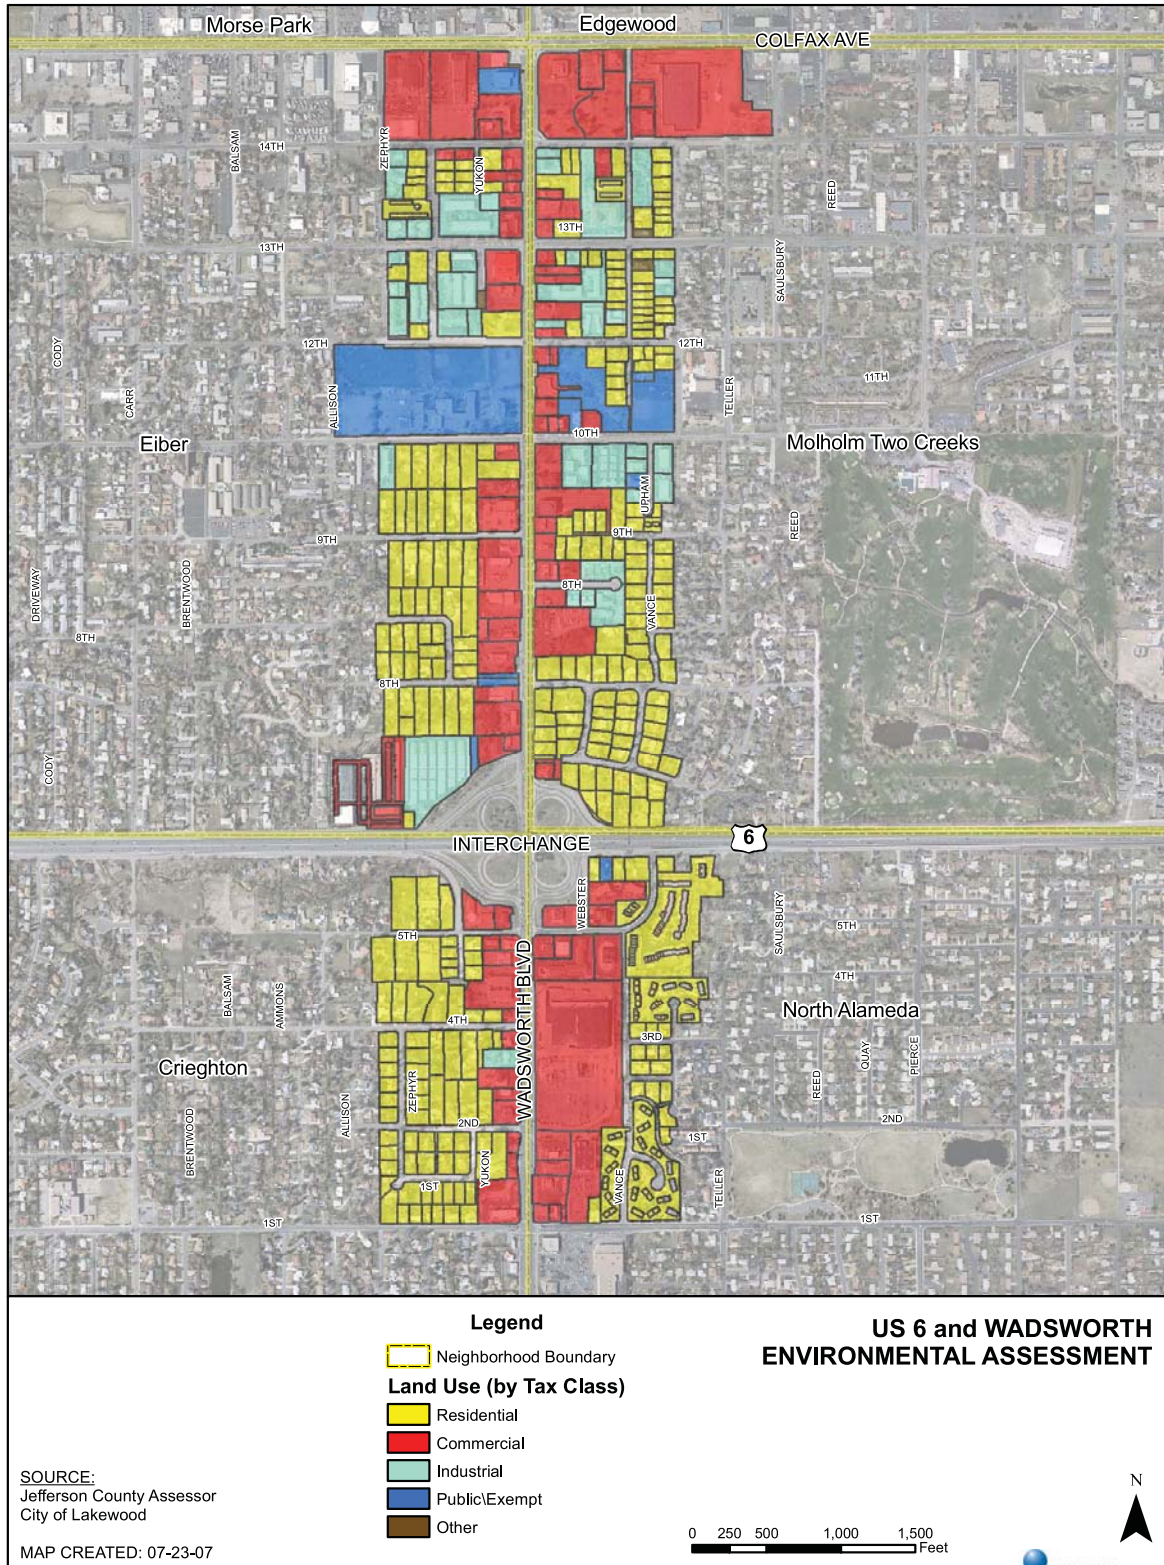 Morse Park
Edgewood
COLFAX AVE
BALSAM
14TH
ZEPHYR
YUKON
REED
13TH
13TH
SAULSBURY
12TH
12TH
CODY
CARR
ALLISON
TELLER
11TH
10TH
Eiber
Molholm Two Creeks
UPHAM
9TH
9TH
REED
DRIVEWAY
BRENTWOOD
8TH
VANCE
8TH
8TH
CODY
INTERCHANGE
6
WEBSTER
SAULSBURY
5TH
5TH
WADSWORTH BLVD
BALSAM
AMMONS
4TH
4TH
North Alameda
3RD
Crieghton
ZEPHYR
REED
QUAY
PIERCE
ALLISON
BRENTWOOD
2ND
2ND
1ST
YUKON
1ST
VANCE
TELLER
1ST
1ST
Legend
Neighborhood Boundary
Land Use (by Tax Class)
Residential
Commercial
Industrial
Public\Exempt
Other
US 6 and WADSWORTH
ENVIRONMENTAL ASSESSMENT
SOURCE:
Jefferson County Assessor
City of Lakewood
MAP CREATED: 07-23-07
0 250 500 1,000 1,500
Feet
N